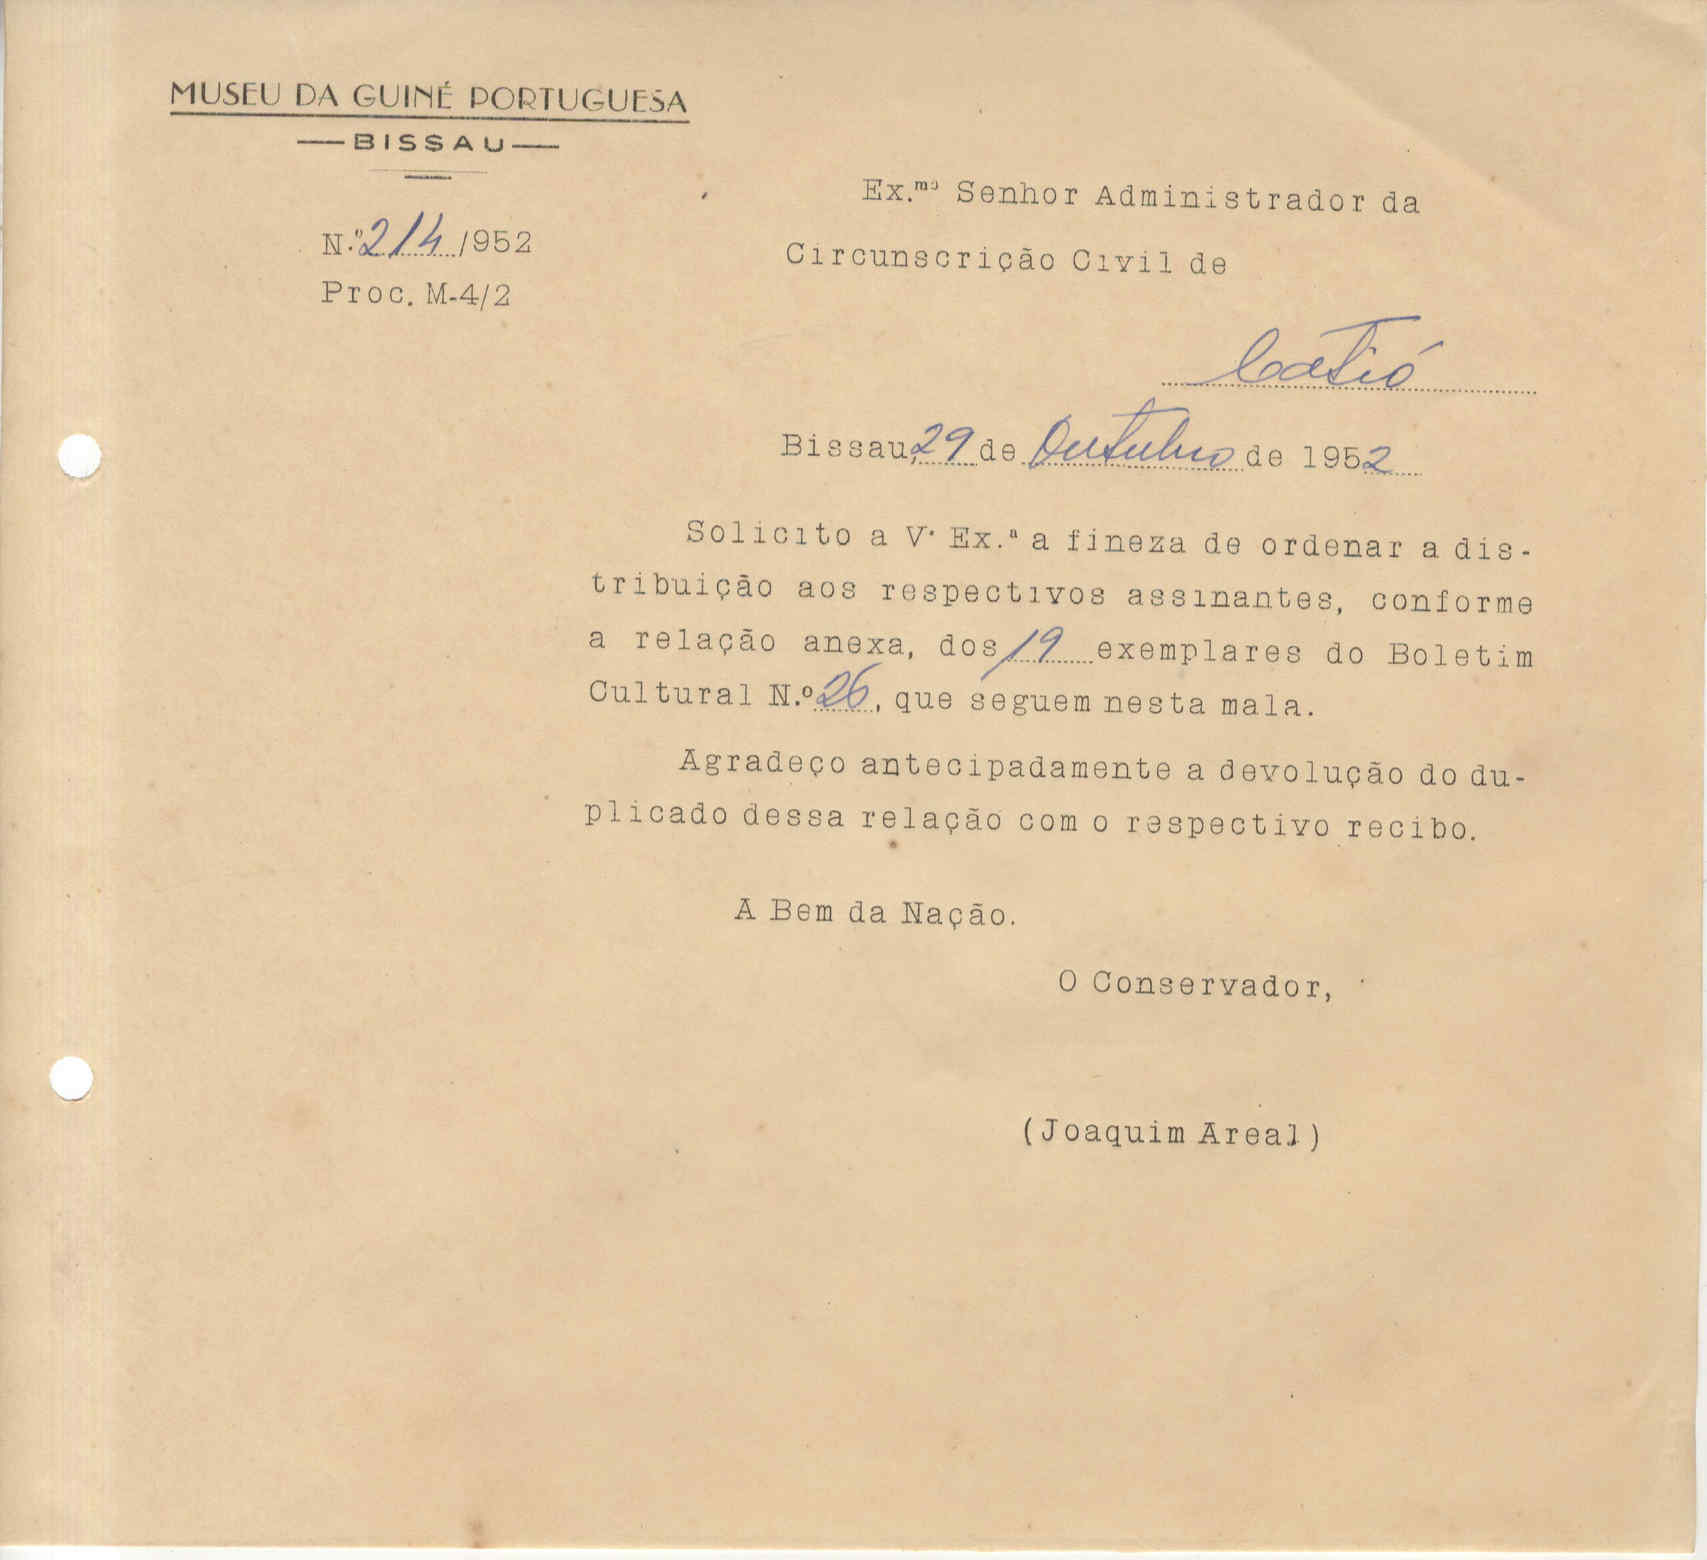 MUSEU DA GUINÉ PORTUGUESA
BISSAU
N.º 214/952
Proc. M-4/2
Ex.mo Senhor Administrador da
Circunscrição Civil de
Catió
Bissau, 29 de Outubro de 1952
Solicito a V. Ex.ª a fineza de ordenar a dis-
tribuição aos respectivos assinantes, conforme
a relação anexa, dos 19 exemplares do Boletim
Cultural N.º 26, que seguem nesta mala.
Agradeço antecipadamente a devolução do du-
plicado dessa relação com o respectivo recibo.
A Bem da Nação.
O Conservador,
(Joaquim Areal)